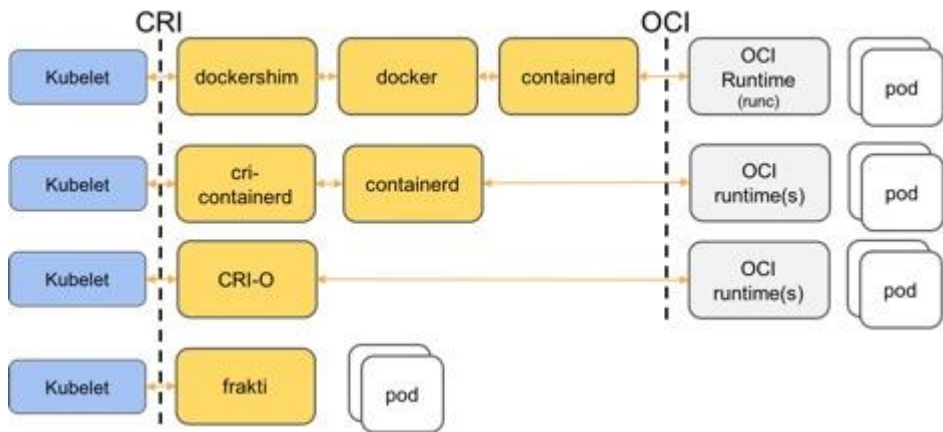 CRI
OCI
Kubelet
dockershim
docker
containerd
OCI
Runtime
(runc)
pod
Kubelet
cri-
containerd
containerd
OCI
runtime(s)
pod
Kubelet
CRI-O
OCI
runtime(s)
pod
Kubelet
frakti
pod